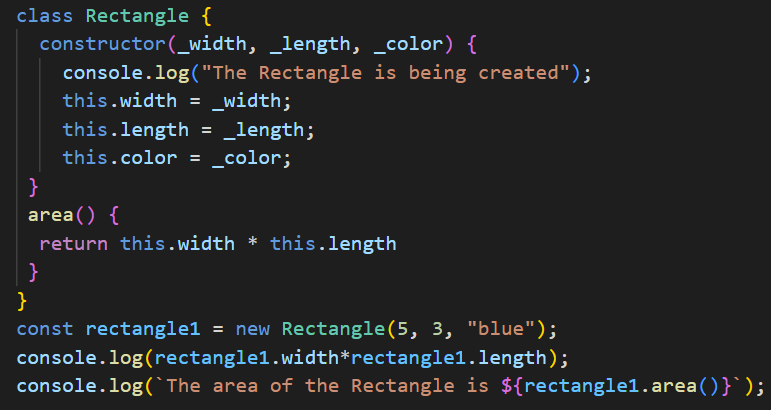 class Rectangle {
  constructor(_width, _length, _color) {
    console.log("The Rectangle is being created");
    this.width = _width;
    this.length = _length;
    this.color = _color;
 }
 area() {
  return this.width * this.length
 }
}
const rectangle1 = new Rectangle(5, 3, "blue");
console.log(rectangle1.width*rectangle1.length);
console.log(`The area of the Rectangle is ${rectangle1.area()}`);